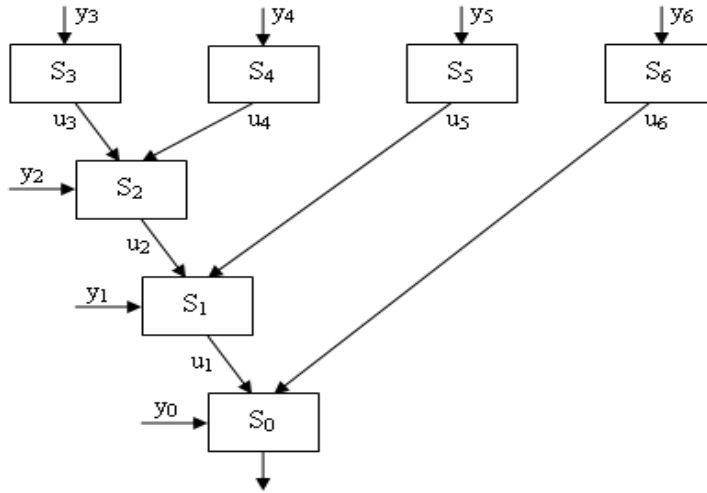 y₃ y₄ y₅ y₆
S₃ S₄ S₅ S₆
u₃ u₄ u₅ u₆
y₂ S₂
u₂
y₁ S₁
u₁
y₀ S₀